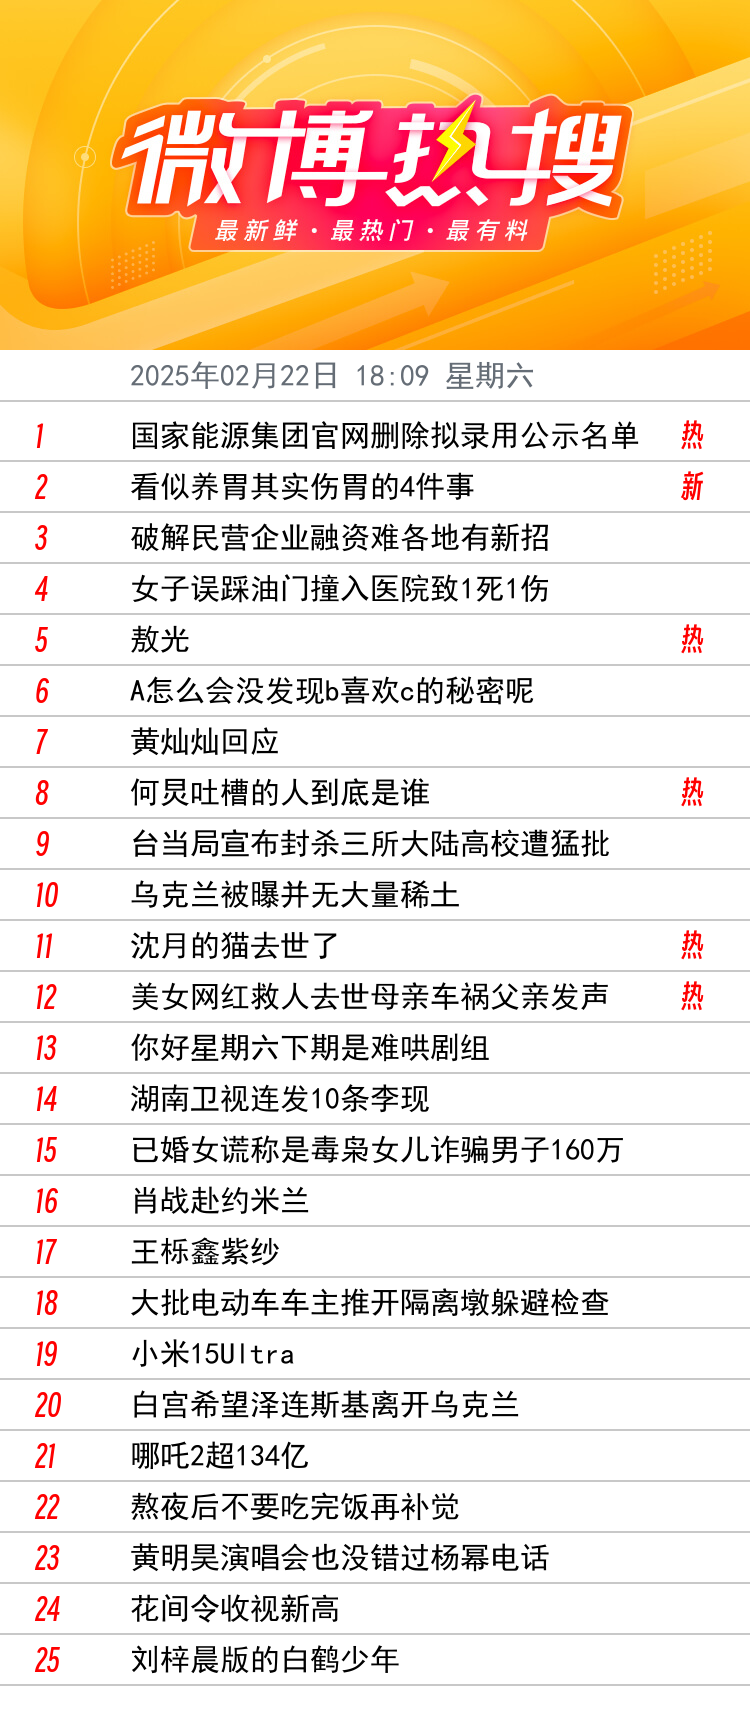 微博热搜
最新鲜·最热门·最有料
2025年02月22日 18:09 星期六
1 国家能源集团官网删除拟录用公示名单 热
2 看似养胃其实伤胃的4件事 新
3 破解民营企业融资难各地有新招
4 女子误踩油门撞入医院致1死1伤
5 敖光 热
6 A怎么会没发现b喜欢c的秘密呢
7 黄灿灿回应
8 何炅吐槽的人到底是谁 热
9 台当局宣布封杀三所大陆高校遭猛批
10 乌克兰被曝并无大量稀土
11 沈月的猫去世了 热
12 美女网红救人去世母亲车祸父亲发声 热
13 你好星期六下期是难哄剧组
14 湖南卫视连发10条李现
15 已婚女谎称是毒枭女儿诈骗男子160万
16 肖战赴约米兰
17 王栎鑫紫纱
18 大批电动车车主推开隔离墩躲避检查
19 小米15Ultra
20 白宫希望泽连斯基离开乌克兰
21 哪吒2超134亿
22 熬夜后不要吃完饭再补觉
23 黄明昊演唱会也没错过杨幂电话
24 花间令收视新高
25 刘梓晨版的白鹤少年